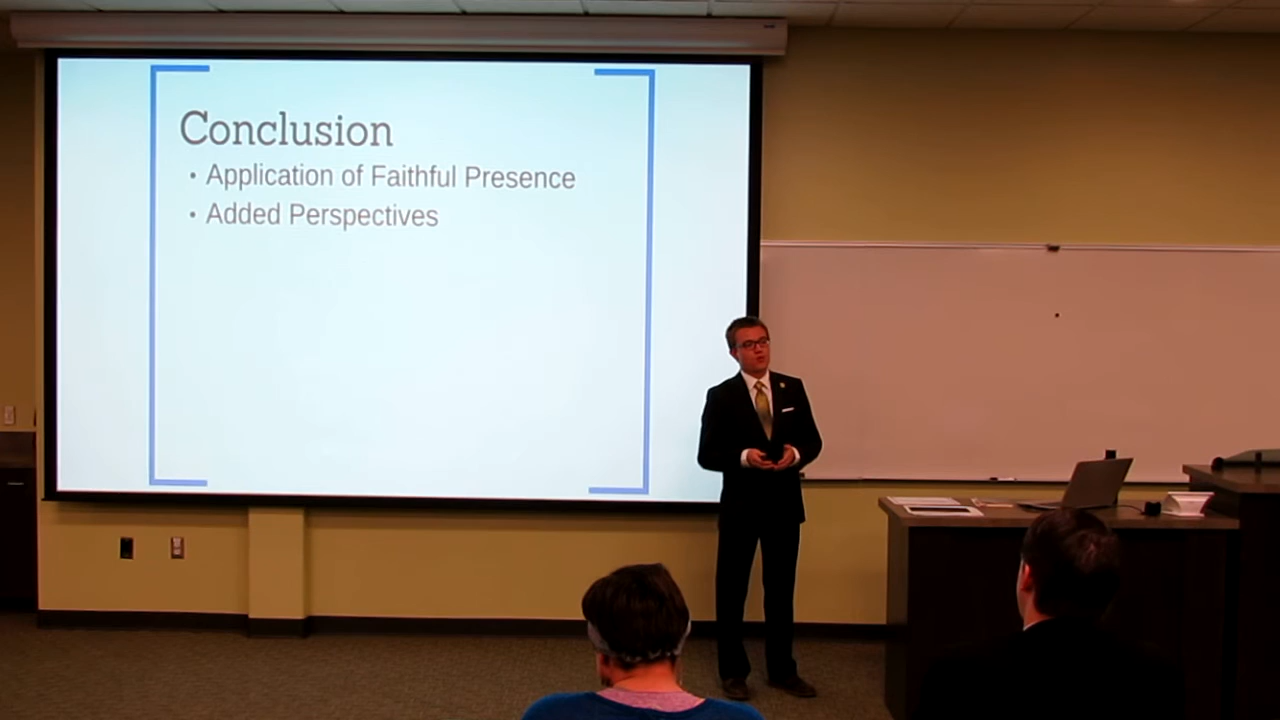 Conclusion
• Application of Faithful Presence
• Added Perspectives